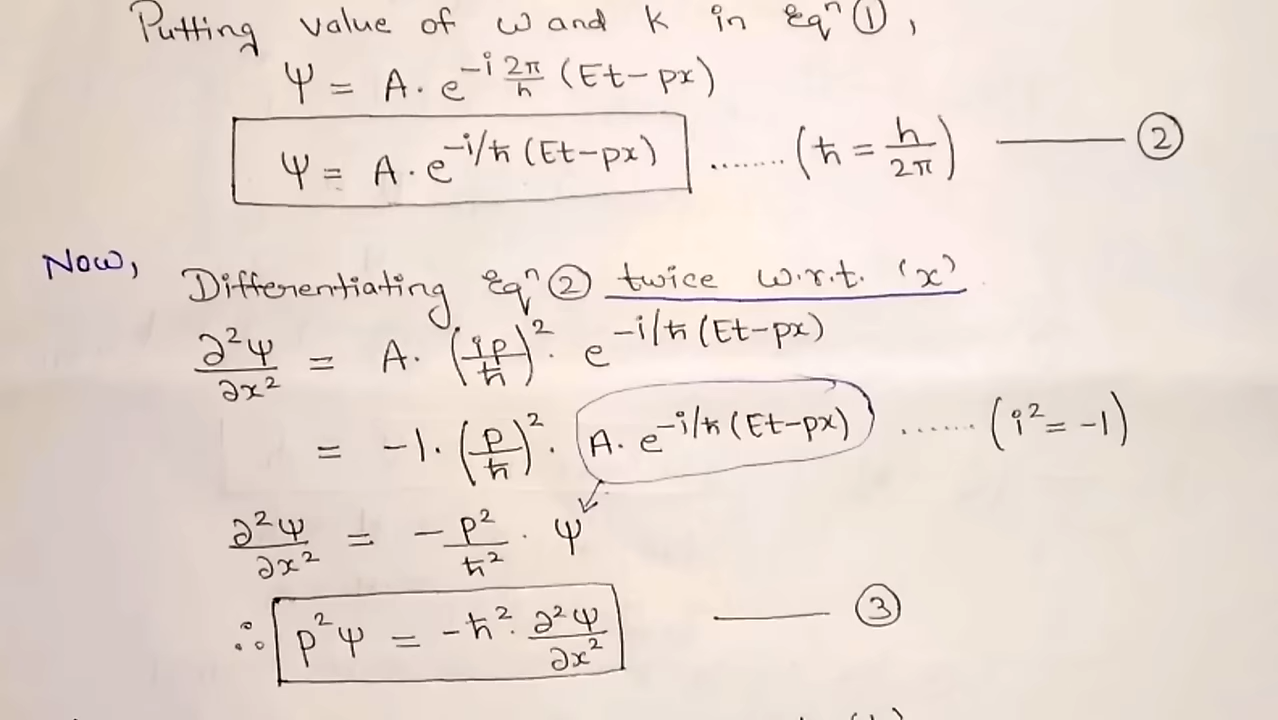 Putting value of ω and k in Eqⁿ ①,
Ψ = A. e^{-i 2π/h (Et-px)}
Ψ = A. e^{-i/ħ (Et-px)} ........ (ħ = h/2π) —— ②
Now, Differentiating Eqⁿ ② twice w.r.t. 'x'
∂²Ψ/∂x² = A. (ip/ħ)². e^{-i/ħ (Et-px)}
= -1. (p/ħ)². A. e^{-i/ħ (Et-px)} ...... (i² = -1)
∂²Ψ/∂x² = -p²/ħ² . Ψ
∴ p²Ψ = -ħ². ∂²Ψ/∂x² —— ③